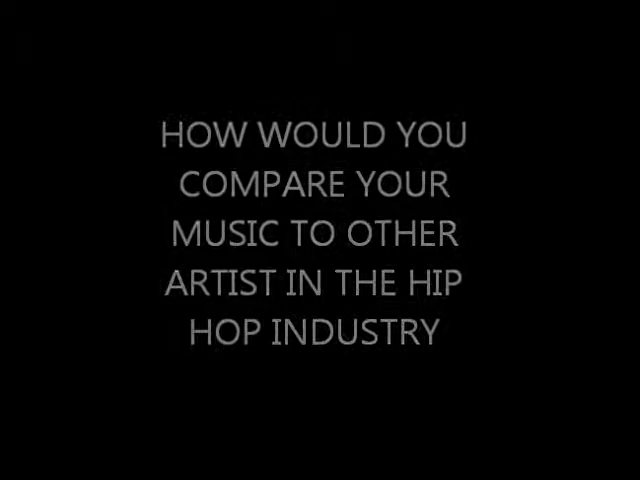 HOW WOULD YOU
COMPARE YOUR
MUSIC TO OTHER
ARTIST IN THE HIP
HOP INDUSTRY